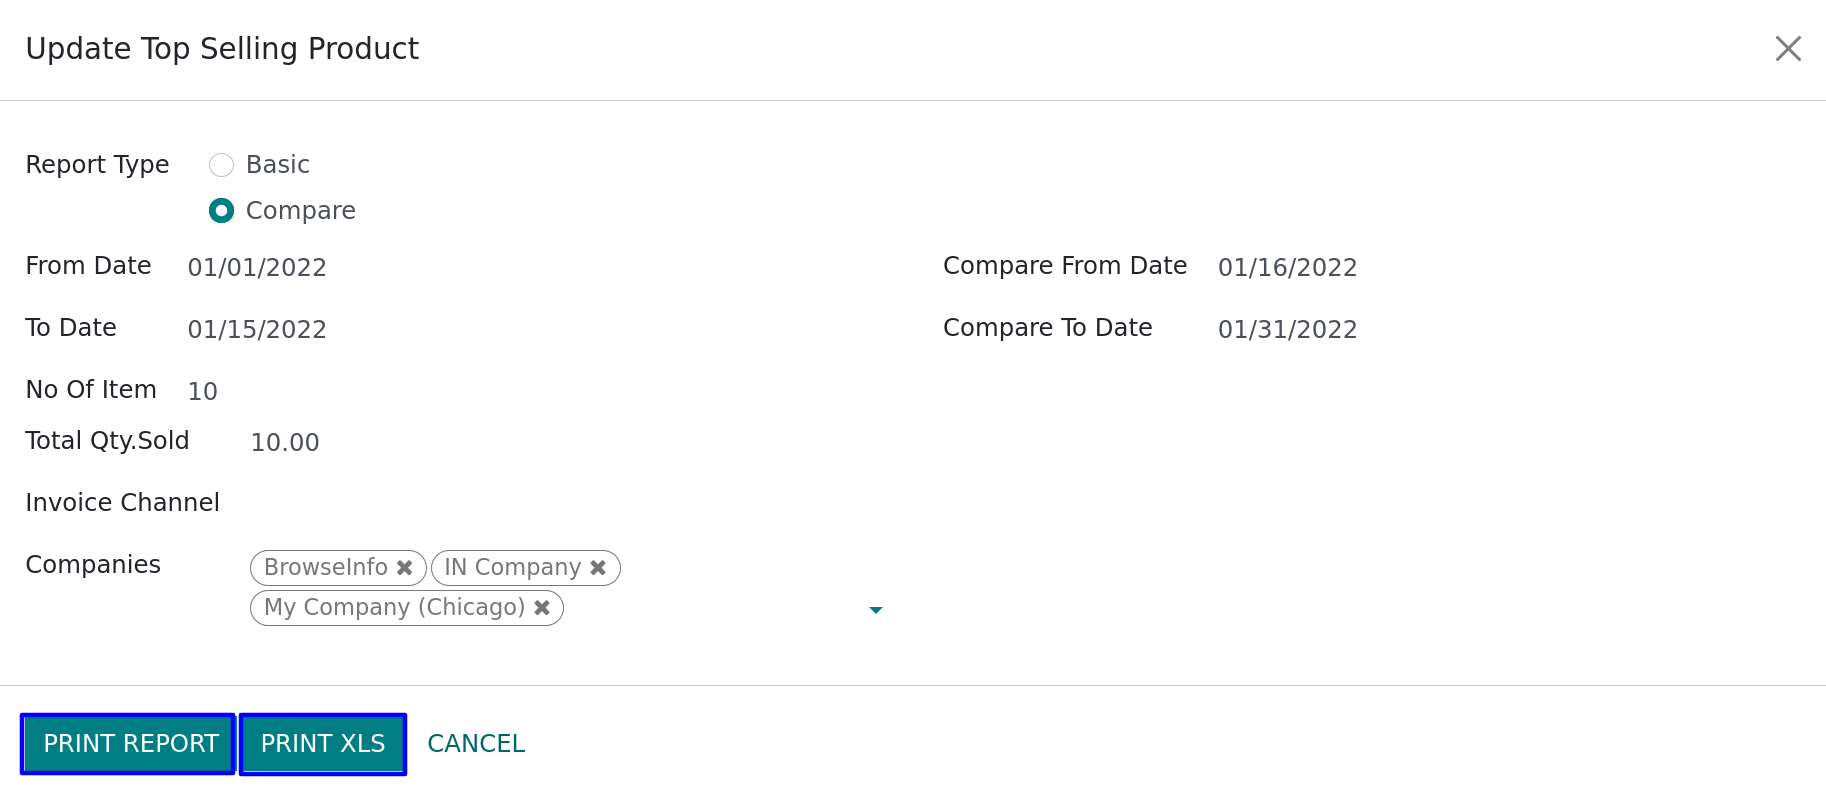 Update Top Selling Product
Report Type
Basic
Compare
From Date 01/01/2022
Compare From Date 01/16/2022
To Date 01/15/2022
Compare To Date 01/31/2022
No Of Item 10
Total Qty.Sold 10.00
Invoice Channel
Companies
BrowseInfo ✖ IN Company ✖
My Company (Chicago) ✖
PRINT REPORT PRINT XLS CANCEL